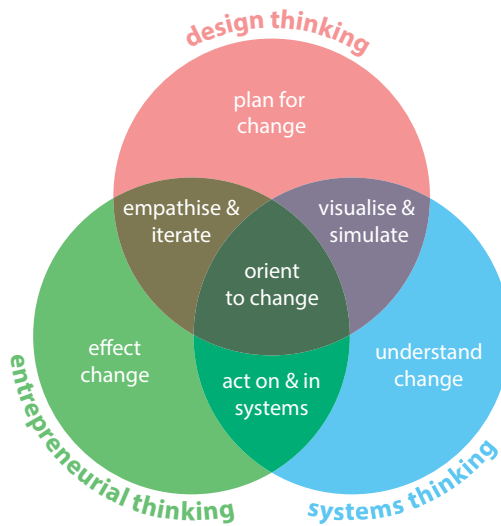 design thinking
plan for
change
empathise &
iterate
visualise &
simulate
orient
to change
effect
change
act on & in
systems
understand
change
entrepreneurial thinking
systems thinking